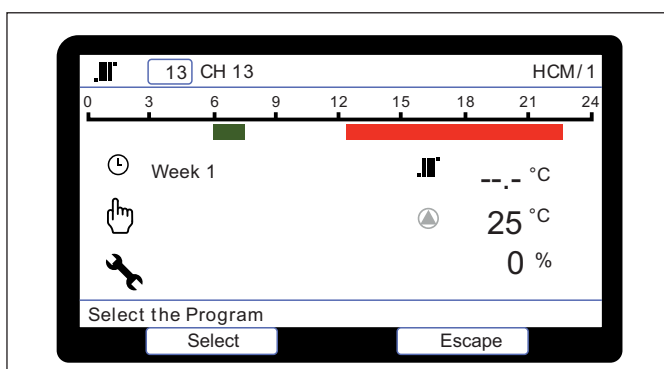 13 CH 13 HCM/1
0 3 6 9 12 15 18 21 24
Week 1 --.- °C
25 °C
0 %
Select the Program
Select Escape